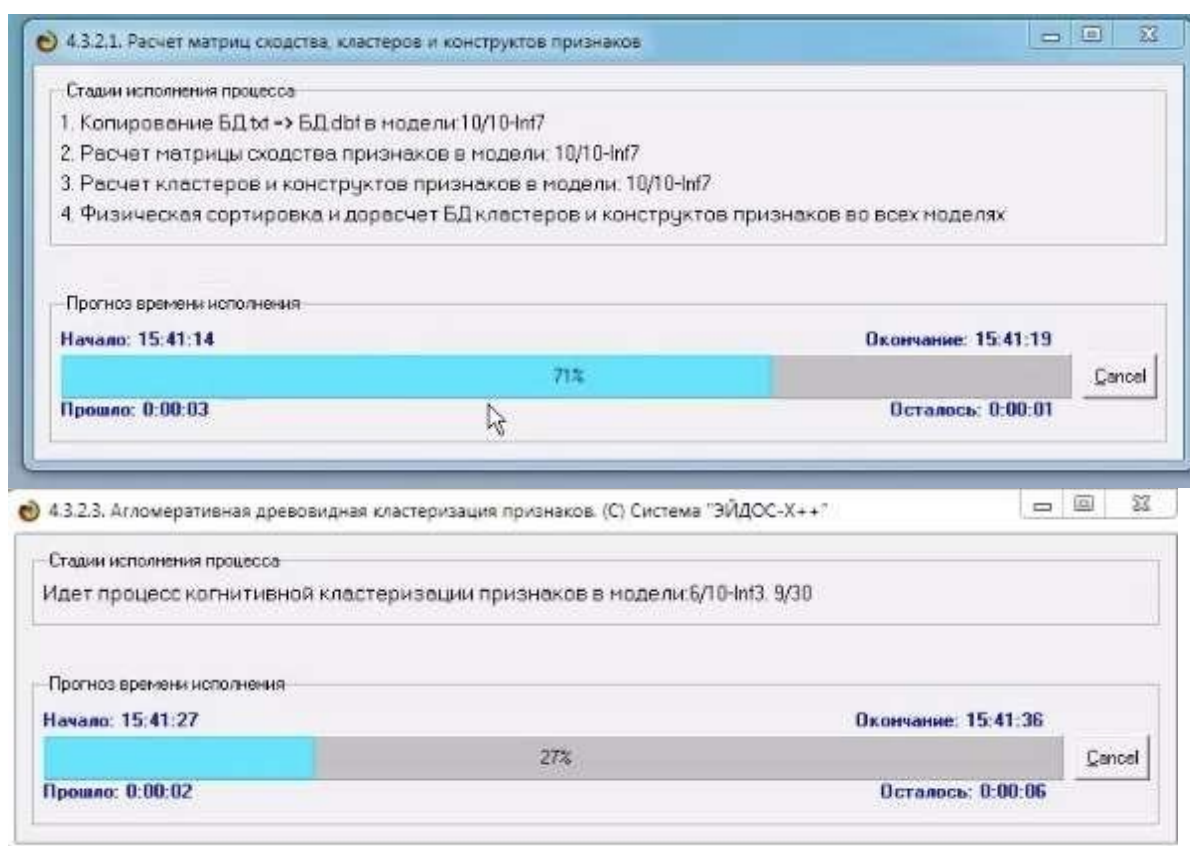 4.3.2.1. Расчет матриц сходства, кластеров и конструктов признаков
Стадии исполнения процесса
1. Копирование БД.txt => БД.dbf в модели:10/10-Inf7
2. Расчет матрицы сходства признаков в модели: 10/10-Inf7
3. Расчет кластеров и конструктов признаков в модели: 10/10-Inf7
4. Физическая сортировка и дорасчет БД кластеров и конструктов признаков во всех моделях
Прогноз времени исполнения
Начало: 15:41:14 Окончание: 15:41:19
71%
Cancel
Прошло: 0:00:03 Осталось: 0:00:01
4.3.2.3. Агломеративная древовидная кластеризация признаков. (C) Система "ЭЙДОС-X++"
Стадии исполнения процесса
Идет процесс когнитивной кластеризации признаков в модели:6/10-Inf3. 9/30
Прогноз времени исполнения
Начало: 15:41:27 Окончание: 15:41:36
27%
Cancel
Прошло: 0:00:02 Осталось: 0:00:06